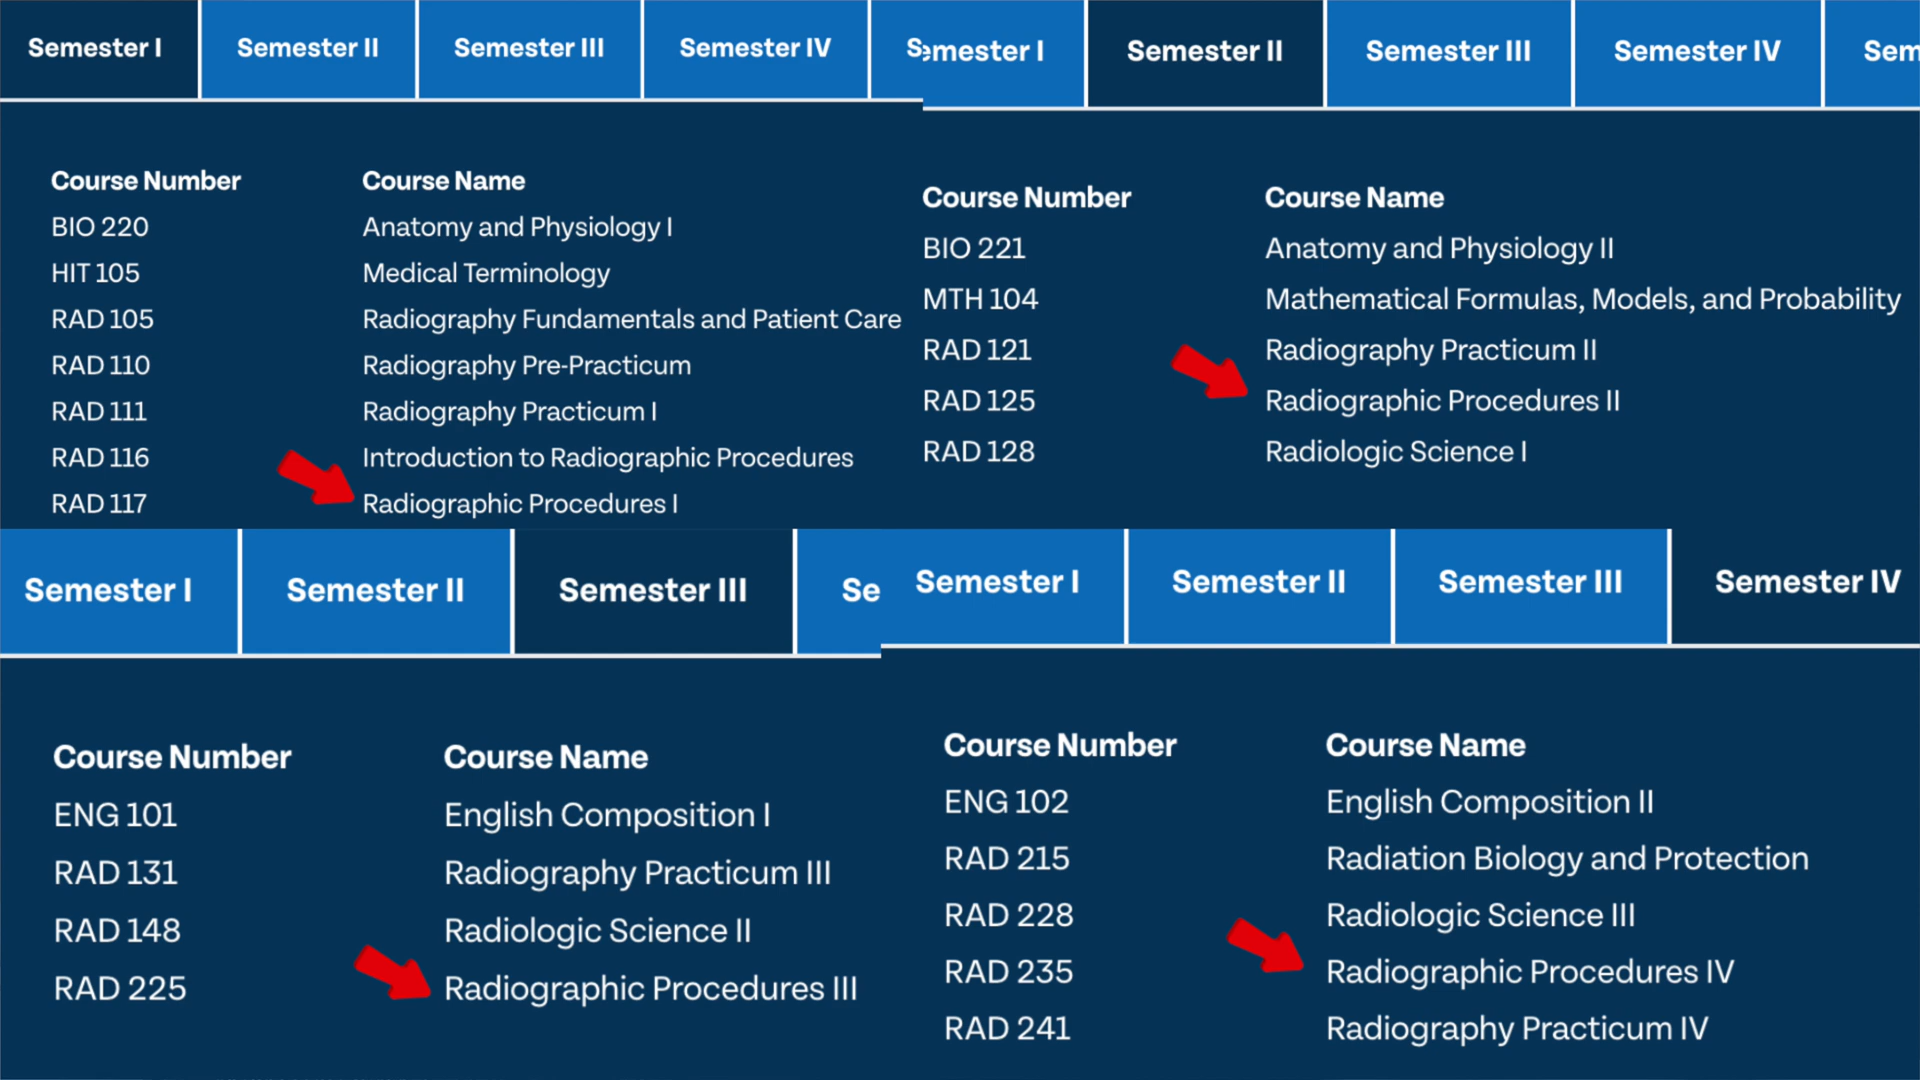 Semester I
Semester II
Semester III
Semester IV
S
Course Number Course Name
BIO 220 Anatomy and Physiology I
HIT 105 Medical Terminology
RAD 105 Radiography Fundamentals and Patient Care
RAD 110 Radiography Pre-Practicum
RAD 111 Radiography Practicum I
RAD 116 Introduction to Radiographic Procedures
RAD 117 Radiographic Procedures I
emester I
Semester II
Semester III
Semester IV
Sem
Course Number Course Name
BIO 221 Anatomy and Physiology II
MTH 104 Mathematical Formulas, Models, and Probability
RAD 121 Radiography Practicum II
RAD 125 Radiographic Procedures II
RAD 128 Radiologic Science I
Semester I
Semester II
Semester III
Se
Course Number Course Name
ENG 101 English Composition I
RAD 131 Radiography Practicum III
RAD 148 Radiologic Science II
RAD 225 Radiographic Procedures III
Semester I
Semester II
Semester III
Semester IV
Course Number Course Name
ENG 102 English Composition II
RAD 215 Radiation Biology and Protection
RAD 228 Radiologic Science III
RAD 235 Radiographic Procedures IV
RAD 241 Radiography Practicum IV